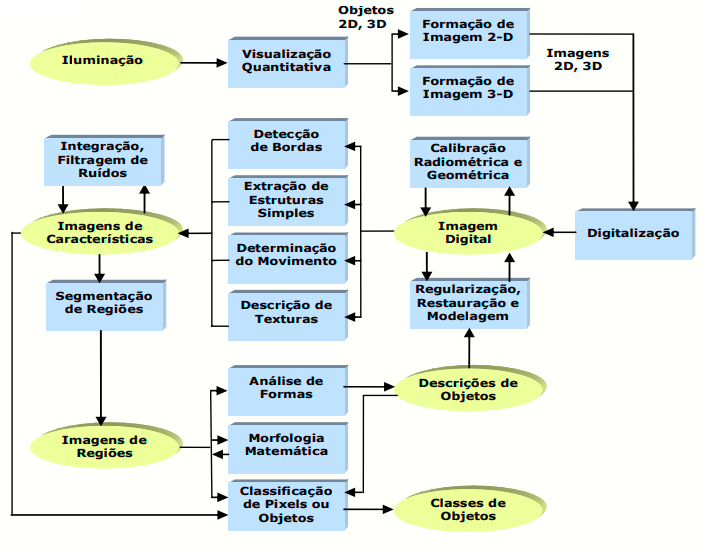 Objetos
2D, 3D
Iluminação
Visualização
Quantitativa
Formação de
Imagem 2–D
Formação de
Imagem 3–D
Imagens
2D, 3D
Integração,
Filtragem de
Ruídos
Detecção
de Bordas
Calibração
Radiométrica e
Geométrica
Imagens de
Características
Extração de
Estruturas
Simples
Imagem
Digital
Digitalização
Determinação
do Movimento
Segmentação
de Regiões
Descrição de
Texturas
Regularização,
Restauração e
Modelagem
Análise de
Formas
Descrições de
Objetos
Imagens de
Regiões
Morfologia
Matemática
Classificação
de Pixels ou
Objetos
Classes de
Objetos